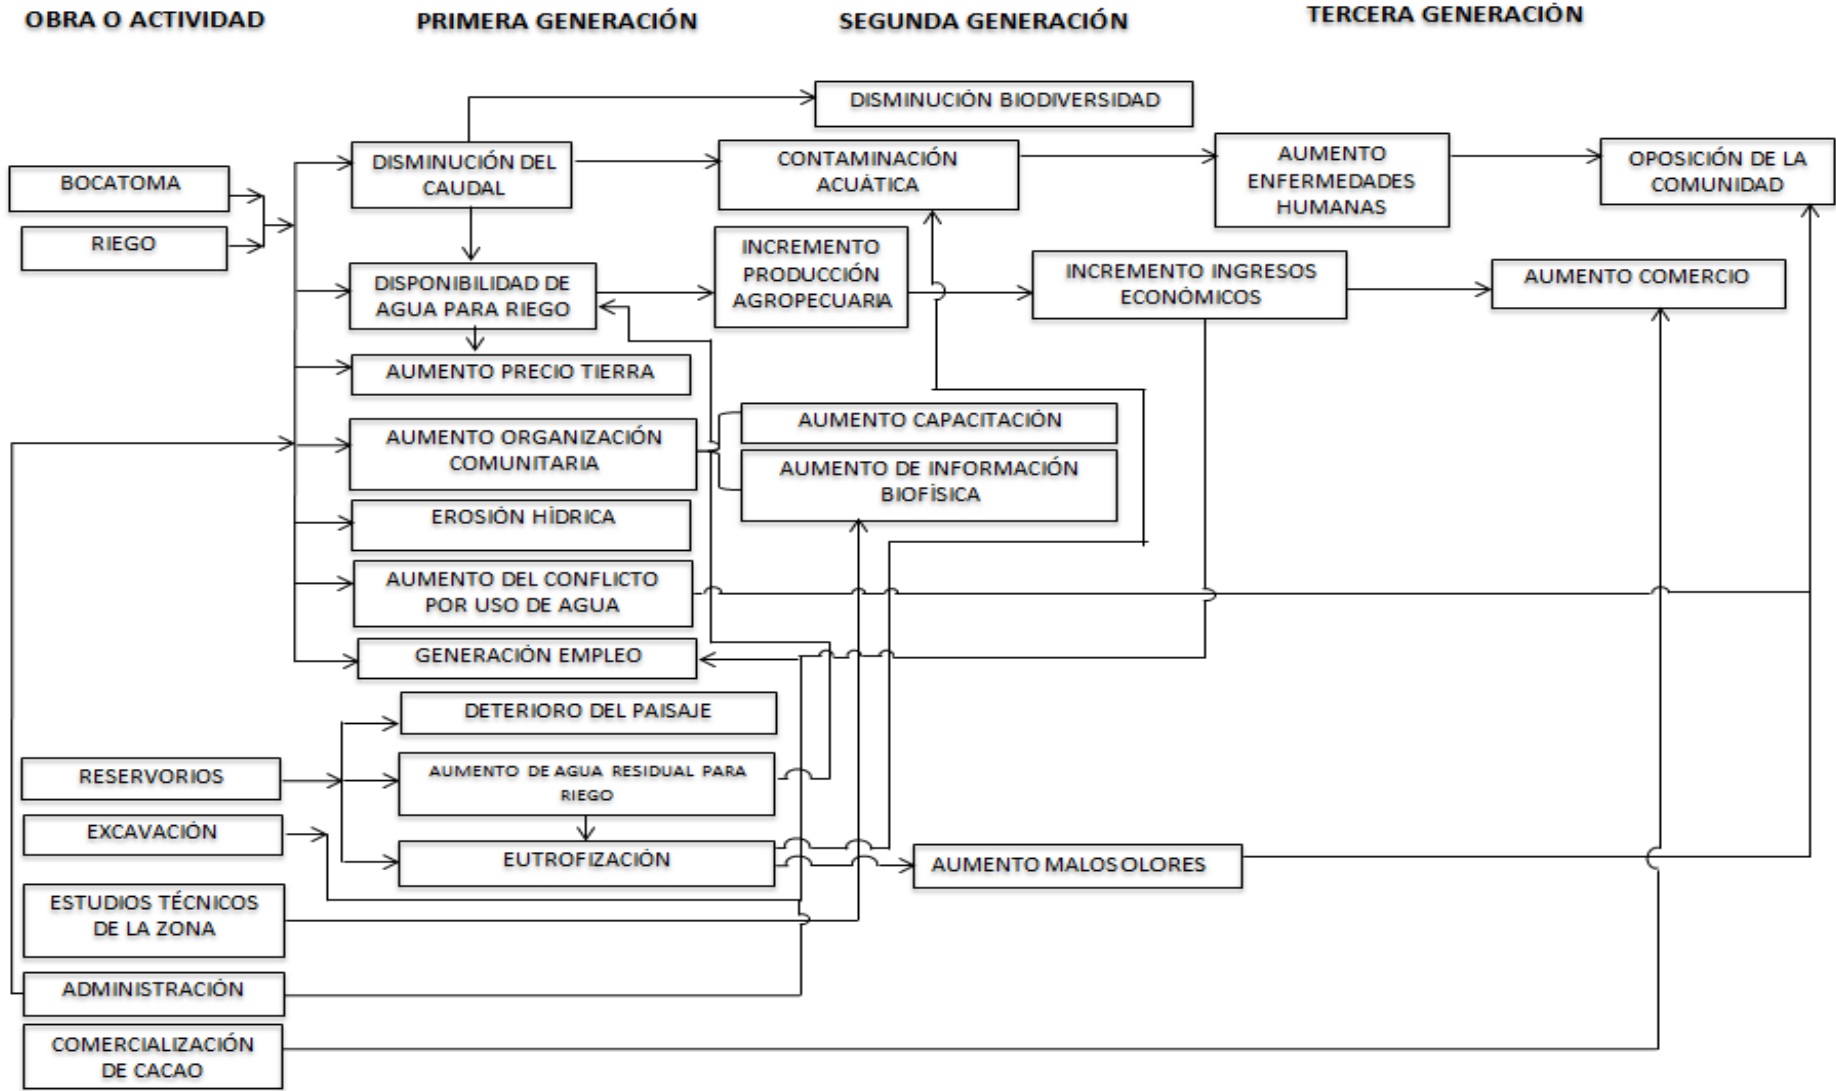 OBRA O ACTIVIDAD
PRIMERA GENERACIÓN
SEGUNDA GENERACIÓN
TERCERA GENERACIÓN
DISMINUCIÓN BIODIVERSIDAD
BOCATOMA
RIEGO
DISMINUCIÓN DEL
CAUDAL
CONTAMINACIÓN
ACUÁTICA
AUMENTO
ENFERMEDADES
HUMANAS
OPOSICIÓN DE LA
COMUNIDAD
DISPONIBILIDAD DE
AGUA PARA RIEGO
INCREMENTO
PRODUCCIÓN
AGROPECUARIA
INCREMENTO INGRESOS
ECONÓMICOS
AUMENTO COMERCIO
AUMENTO PRECIO TIERRA
AUMENTO ORGANIZACIÓN
COMUNITARIA
AUMENTO CAPACITACIÓN
AUMENTO DE INFORMACIÓN
BIOFÍSICA
EROSIÓN HÍDRICA
AUMENTO DEL CONFLICTO
POR USO DE AGUA
GENERACIÓN EMPLEO
DETERIORO DEL PAISAJE
RESERVORIOS
AUMENTO DE AGUA RESIDUAL PARA
RIEGO
EXCAVACIÓN
EUTROFIZACIÓN
AUMENTO MALOS OLORES
ESTUDIOS TÉCNICOS
DE LA ZONA
ADMINISTRACIÓN
COMERCIALIZACIÓN
DE CACAO